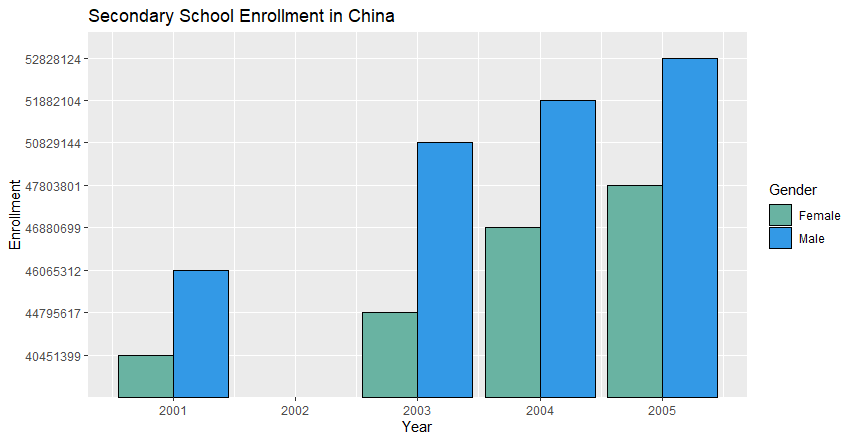 Secondary School Enrollment in China
Enrollment
52828124
51882104
50829144
47803801
46880699
46065312
44795617
40451399
2001
2002
2003
2004
2005
Year
Gender
Female
Male